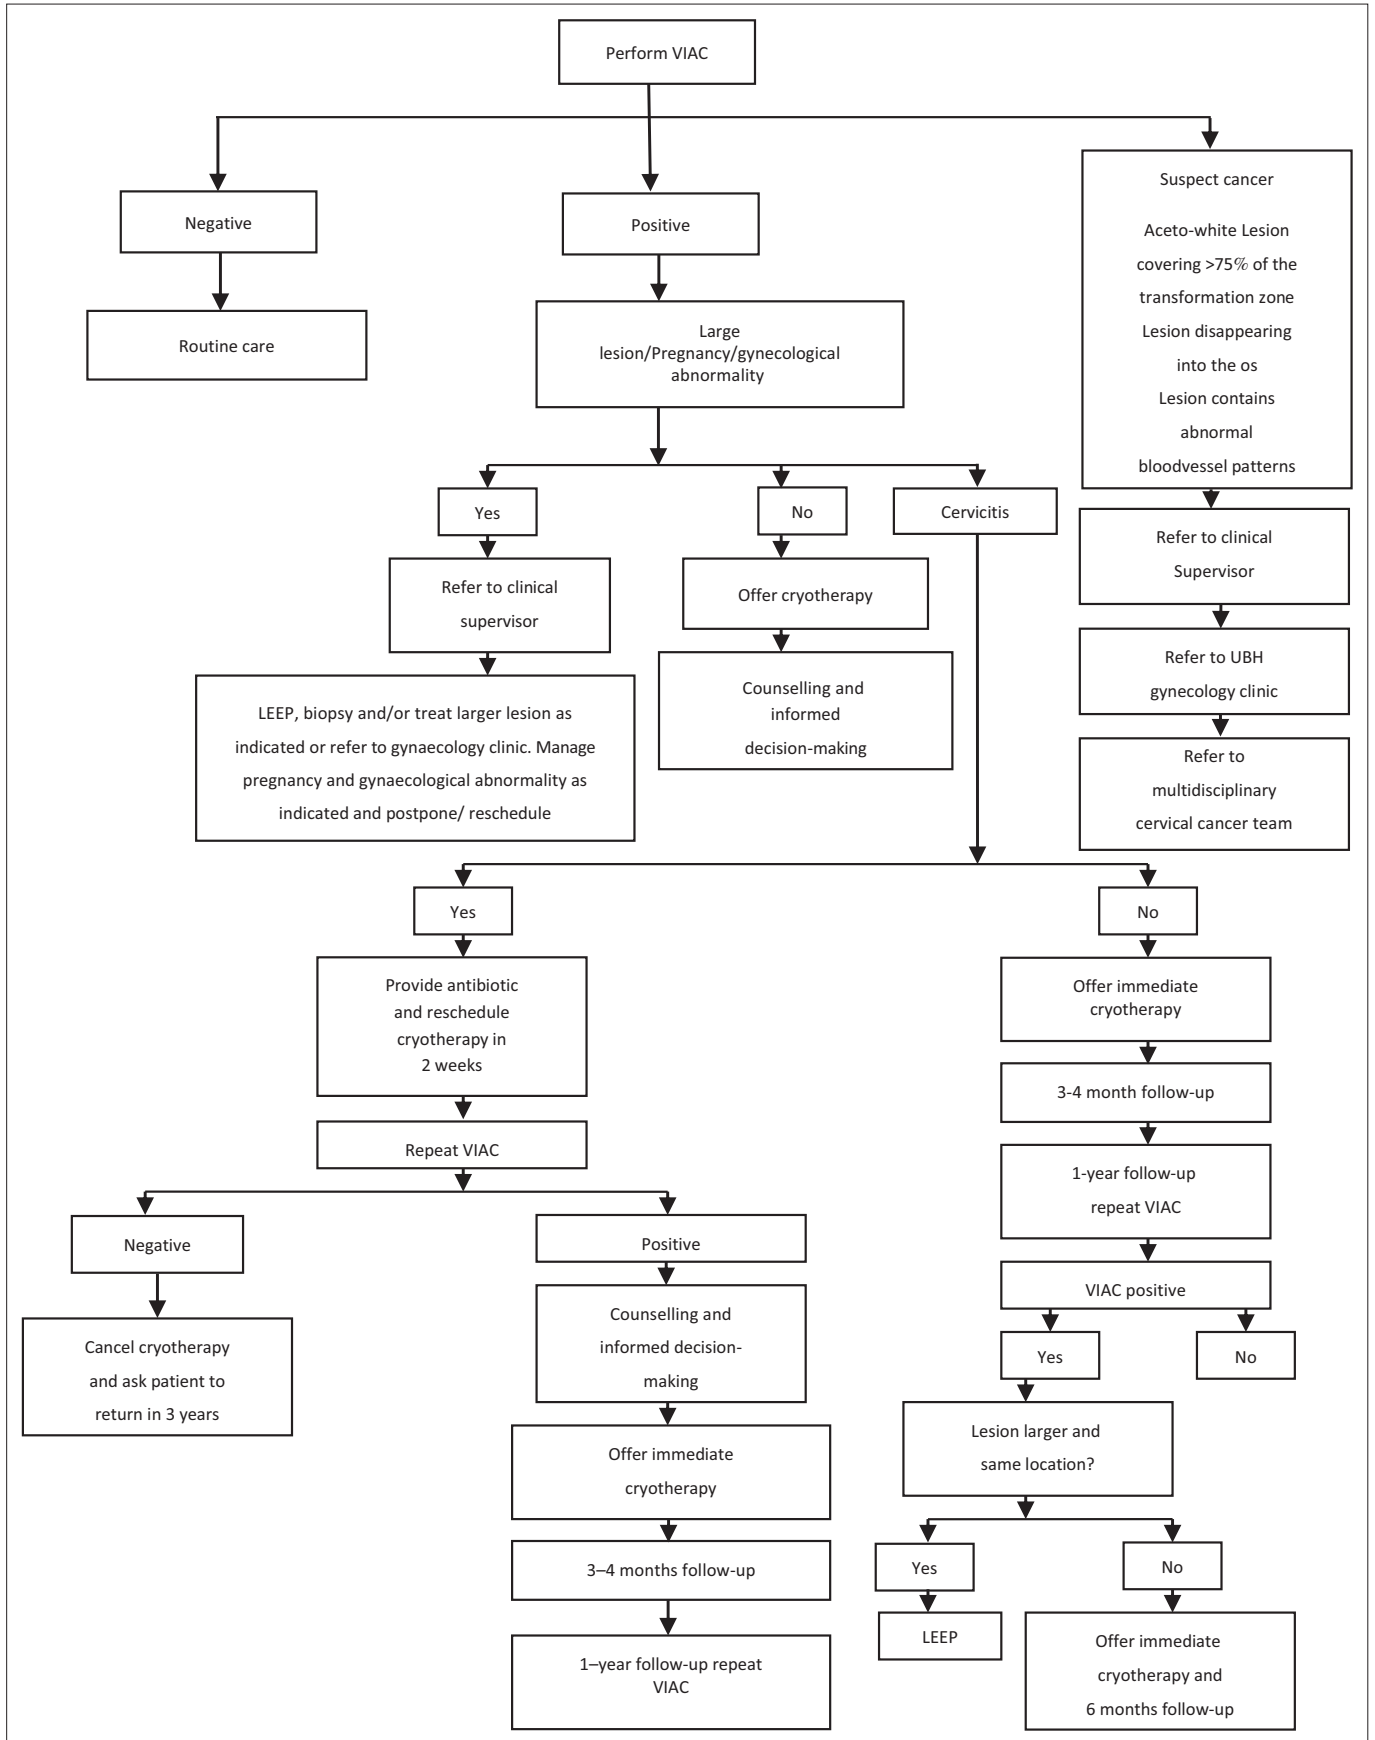 Perform VIAC
Negative
Routine care
Positive
Large
lesion/Pregnancy/gynecological
abnormality
Suspect cancer
Aceto-white Lesion
covering >75% of the
transformation zone
Lesion disappearing
into the os
Lesion contains
abnormal
bloodvessel patterns
Yes
No
Cervicitis
Refer to clinical
supervisor
Offer cryotherapy
Refer to clinical
Supervisor
LEEP, biopsy and/or treat larger lesion as
indicated or refer to gynaecology clinic. Manage
pregnancy and gynaecological abnormality as
indicated and postpone/ reschedule
Counselling and
informed
decision-making
Refer to UBH
gynecology clinic
Refer to
multidisciplinary
cervical cancer team
Yes
No
Provide antibiotic
and reschedule
cryotherapy in
2 weeks
Offer immediate
cryotherapy
Repeat VIAC
3-4 month follow-up
1-year follow-up
repeat VIAC
Negative
Positive
VIAC positive
Cancel cryotherapy
and ask patient to
return in 3 years
Counselling and
informed decision-
making
Yes
No
Offer immediate
cryotherapy
Lesion larger and
same location?
3–4 months follow-up
Yes
No
1–year follow-up repeat
VIAC
LEEP
Offer immediate
cryotherapy and
6 months follow-up